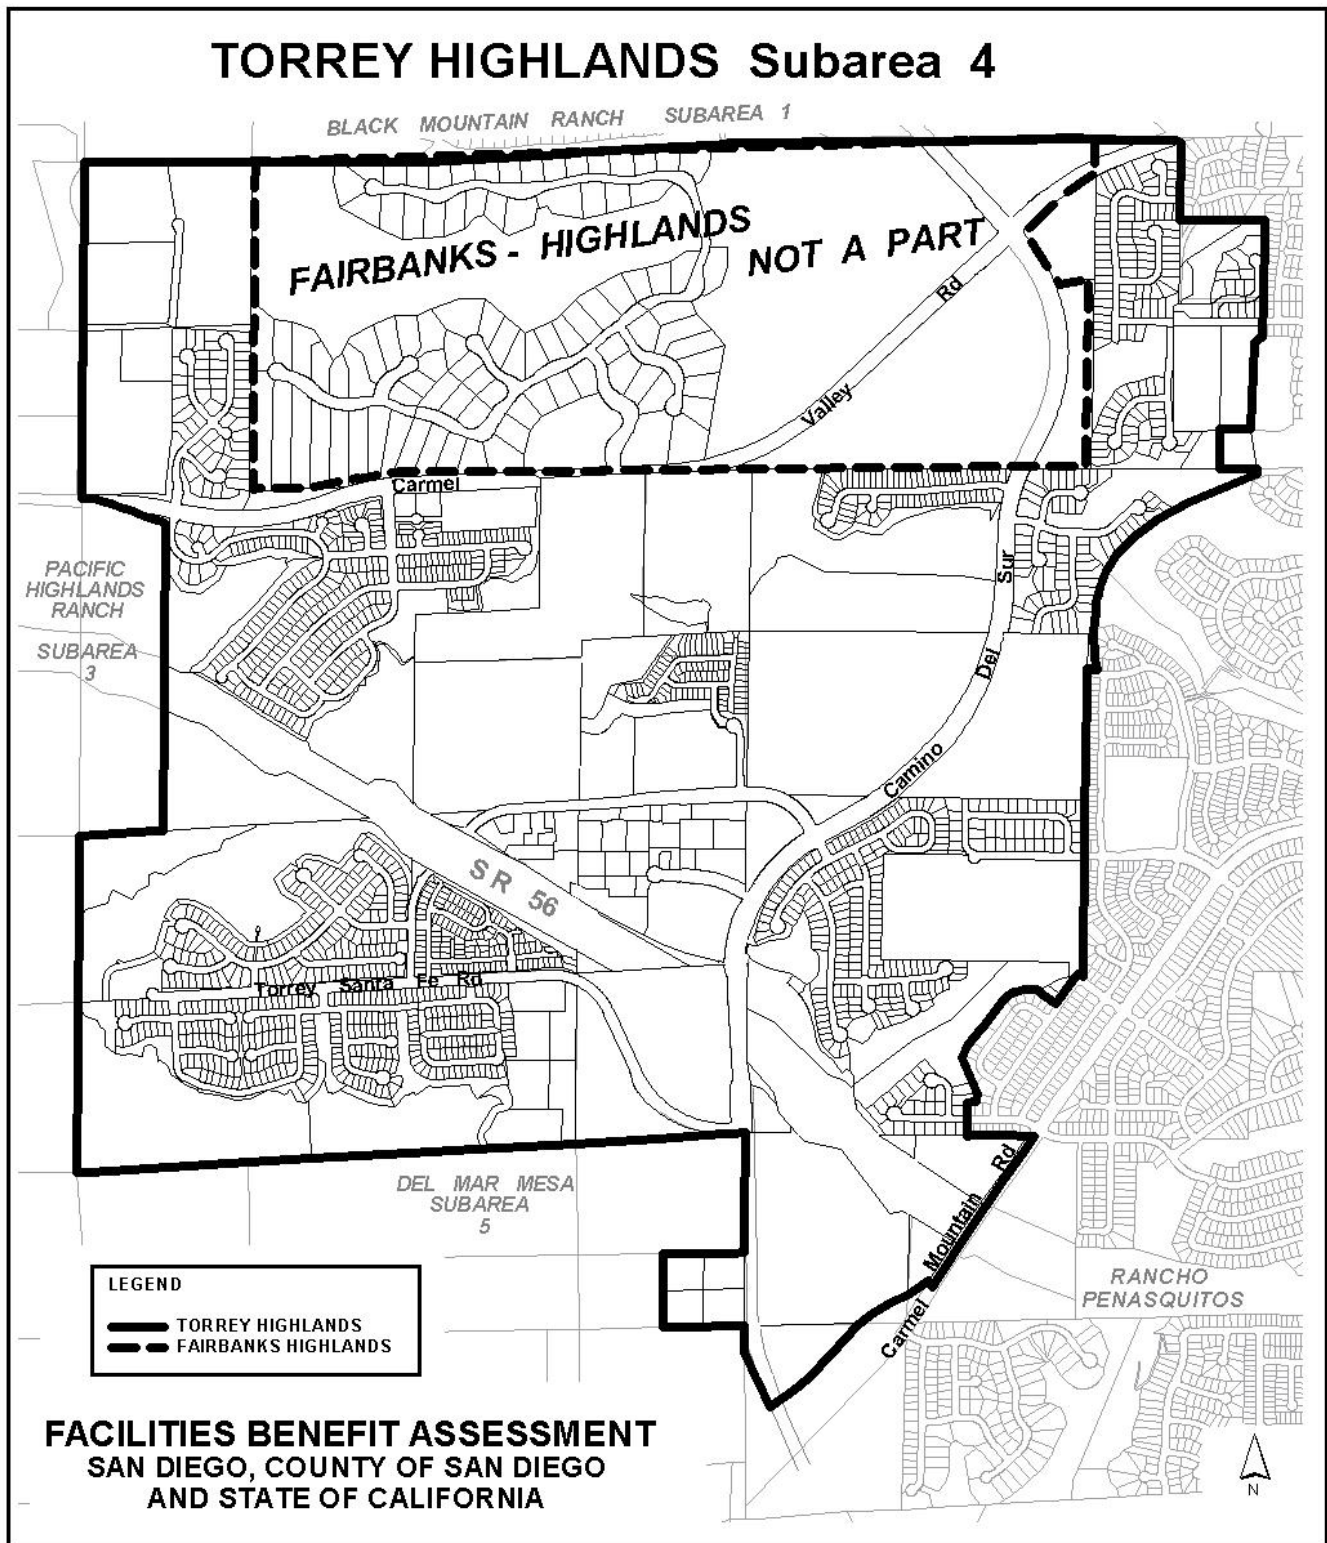 TORREY HIGHLANDS Subarea 4
BLACK MOUNTAIN RANCH SUBAREA 1
FAIRBANKS - HIGHLANDS
NOT A PART
Rd
Valley
Carmel
Sur
Del
Camino
PACIFIC
HIGHLANDS
RANCH
SUBAREA
3
SR 56
Torrey Santa Fe Rd
DEL MAR MESA
SUBAREA
5
Rd
Mountain
Carmel
RANCHO
PENASQUITOS
LEGEND
TORREY HIGHLANDS
FAIRBANKS HIGHLANDS
FACILITIES BENEFIT ASSESSMENT
SAN DIEGO, COUNTY OF SAN DIEGO
AND STATE OF CALIFORNIA
N